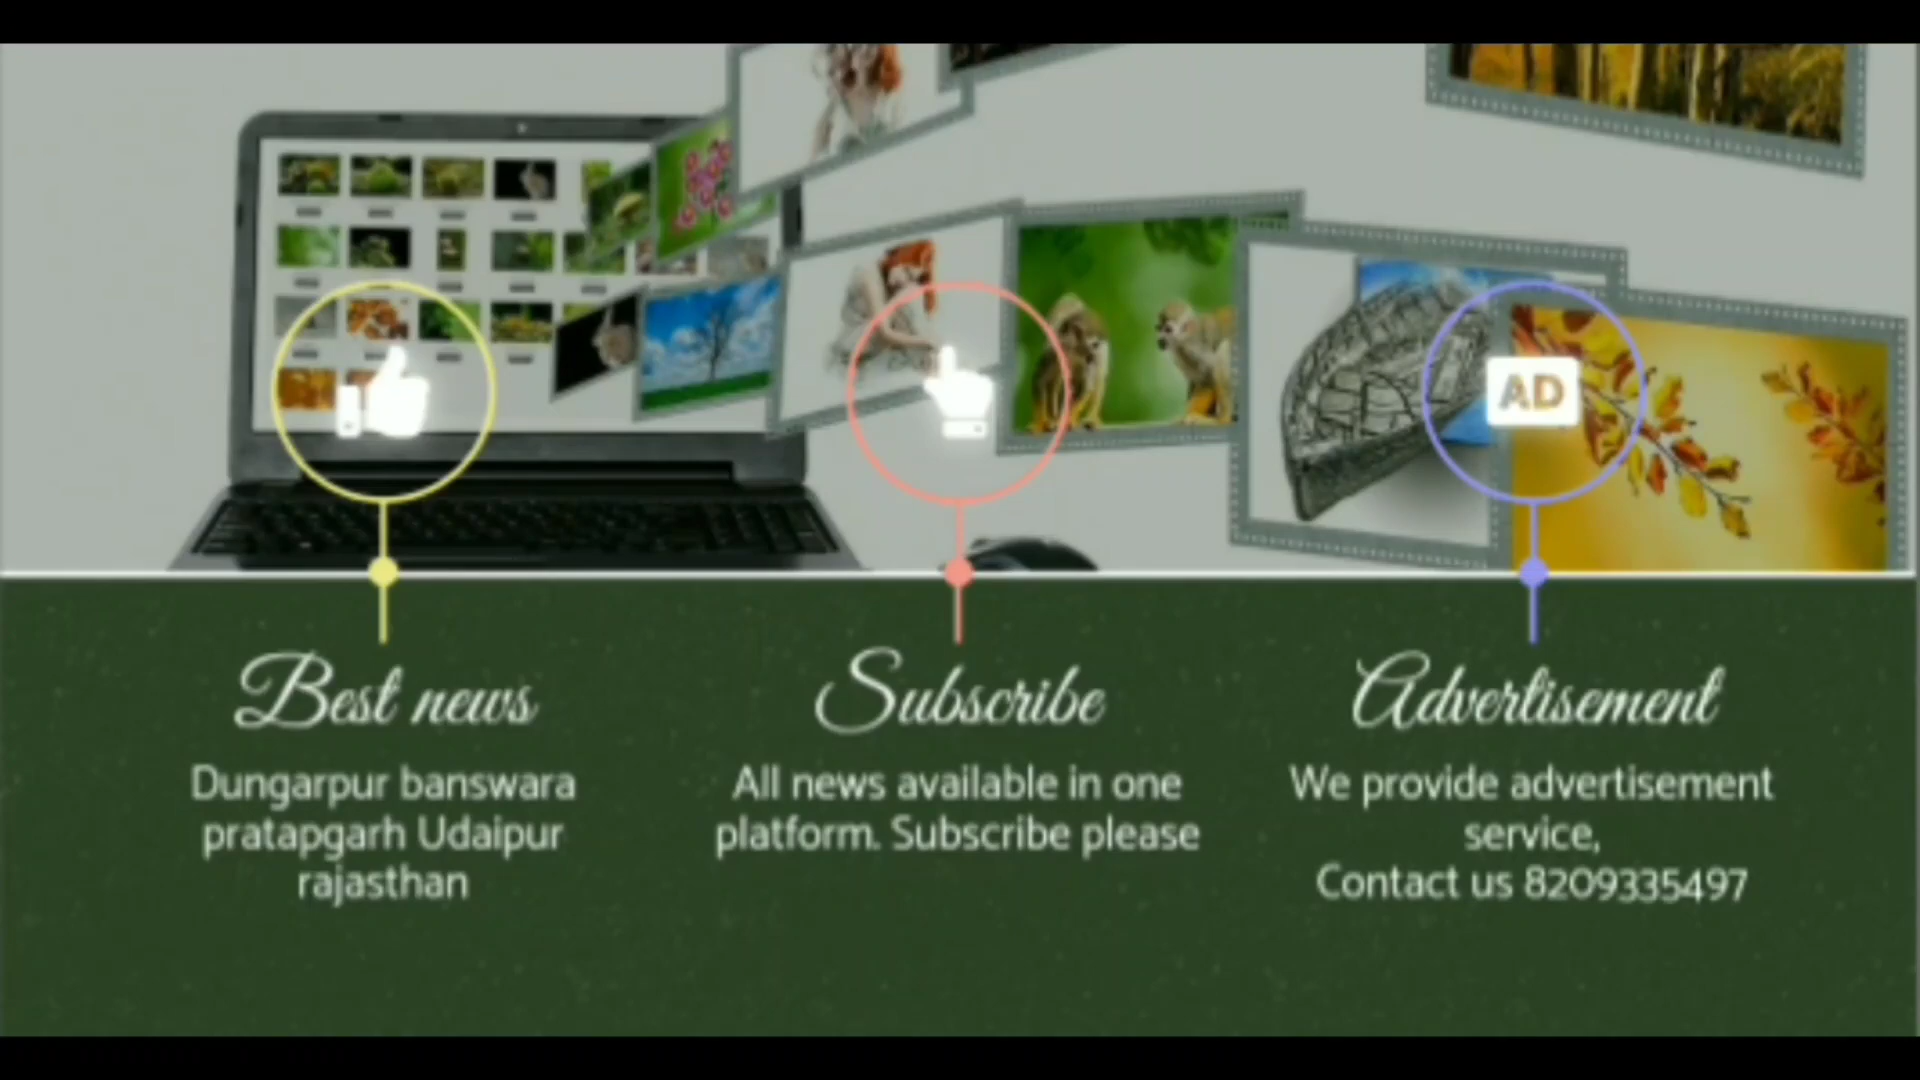 AD
Best news
Dungarpur banswara
pratapgarh Udaipur
rajasthan
Subscribe
All news available in one
platform. Subscribe please
Advertisement
We provide advertisement
service,
Contact us 8209335497